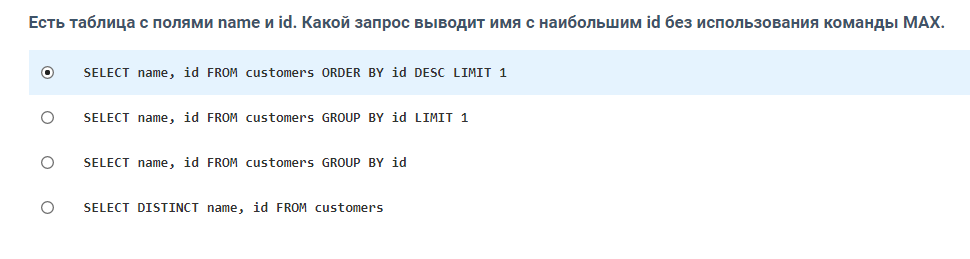 Есть таблица с полями name и id. Какой запрос выводит имя с наибольшим id без использования команды MAX.
SELECT name, id FROM customers ORDER BY id DESC LIMIT 1
SELECT name, id FROM customers GROUP BY id LIMIT 1
SELECT name, id FROM customers GROUP BY id
SELECT DISTINCT name, id FROM customers